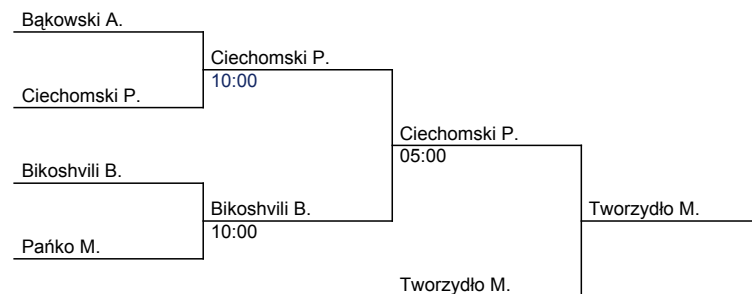 Bąkowski A.
Ciechomski P.
10:00
Ciechomski P.
Ciechomski P.
05:00
Bikoshvili B.
Bikoshvili B.
10:00
Tworzydło M.
Pańko M.
Tworzydło M.